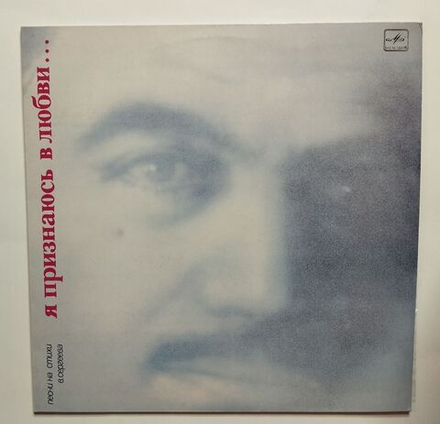 я признаюсь в любви...
песни на стихи
в.сергеева